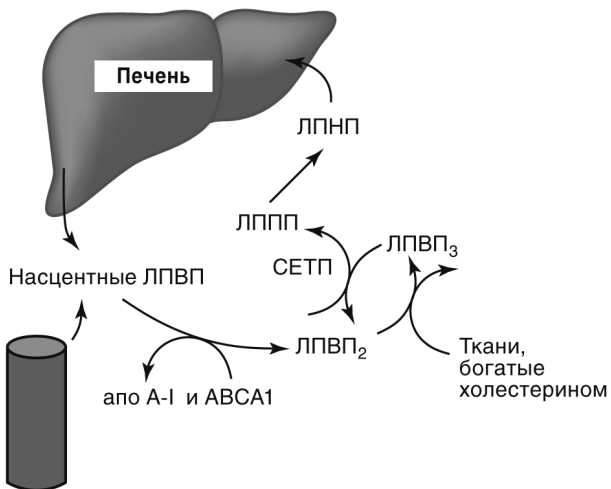 Печень
ЛПНП
ЛППП
ЛПВП3
СЕТП
Насцентные ЛПВП
ЛПВП2
Ткани,
богатые
холестерином
апо А-I и АВСА1